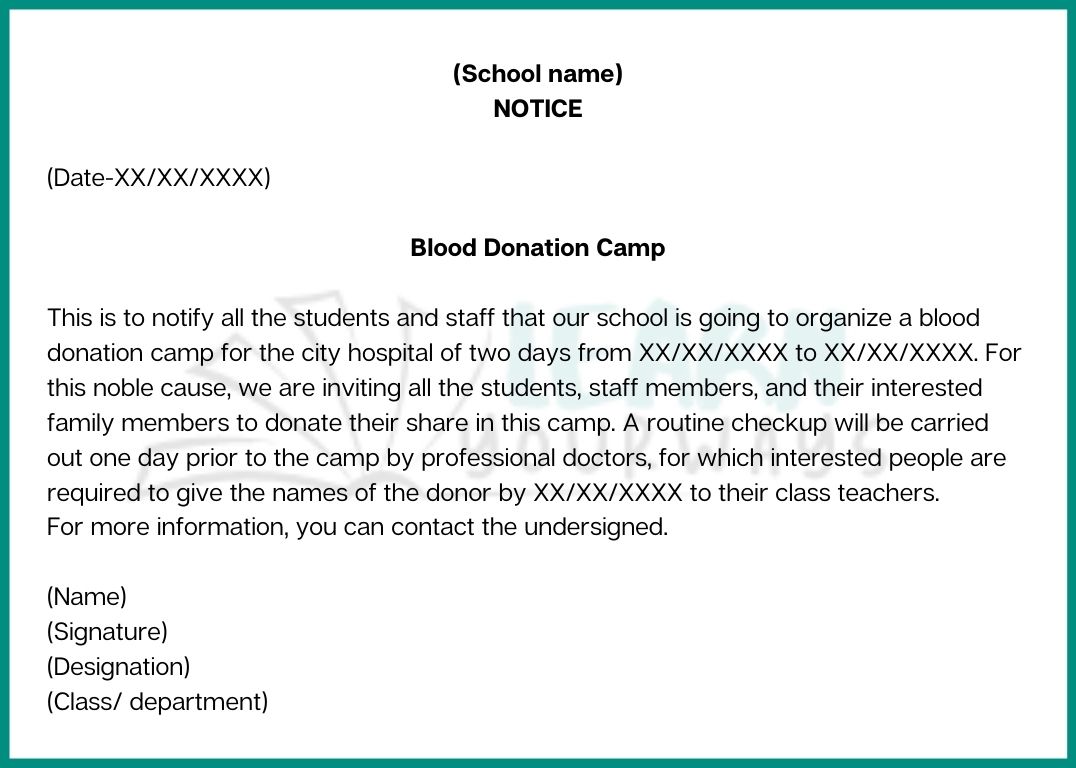 (School name)
NOTICE
(Date-XX/XX/XXXX)
Blood Donation Camp
This is to notify all the students and staff that our school is going to organize a blood
donation camp for the city hospital of two days from XX/XX/XXXX to XX/XX/XXXX. For
this noble cause, we are inviting all the students, staff members, and their interested
family members to donate their share in this camp. A routine checkup will be carried
out one day prior to the camp by professional doctors, for which interested people are
required to give the names of the donor by XX/XX/XXXX to their class teachers.
For more information, you can contact the undersigned.
(Name)
(Signature)
(Designation)
(Class/ department)
LEARN
YOUR WAYS